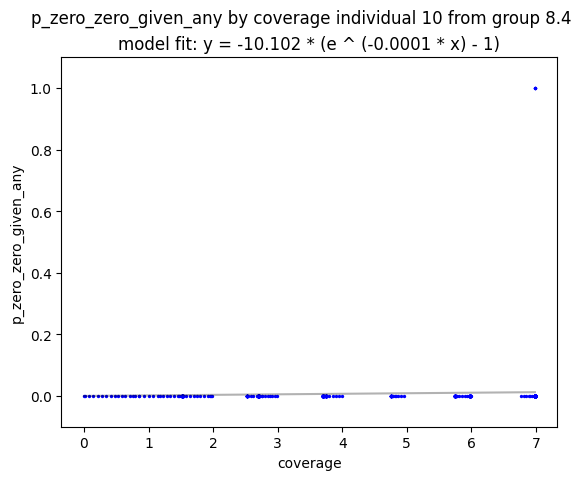 p_zero_zero_given_any by coverage individual 10 from group 8.4
model fit: y = -10.102 * (e ^ (-0.0001 * x) - 1)
1.0
0.8
0.6
0.4
0.2
0.0
p_zero_zero_given_any
0 1 2 3 4 5 6 7
coverage